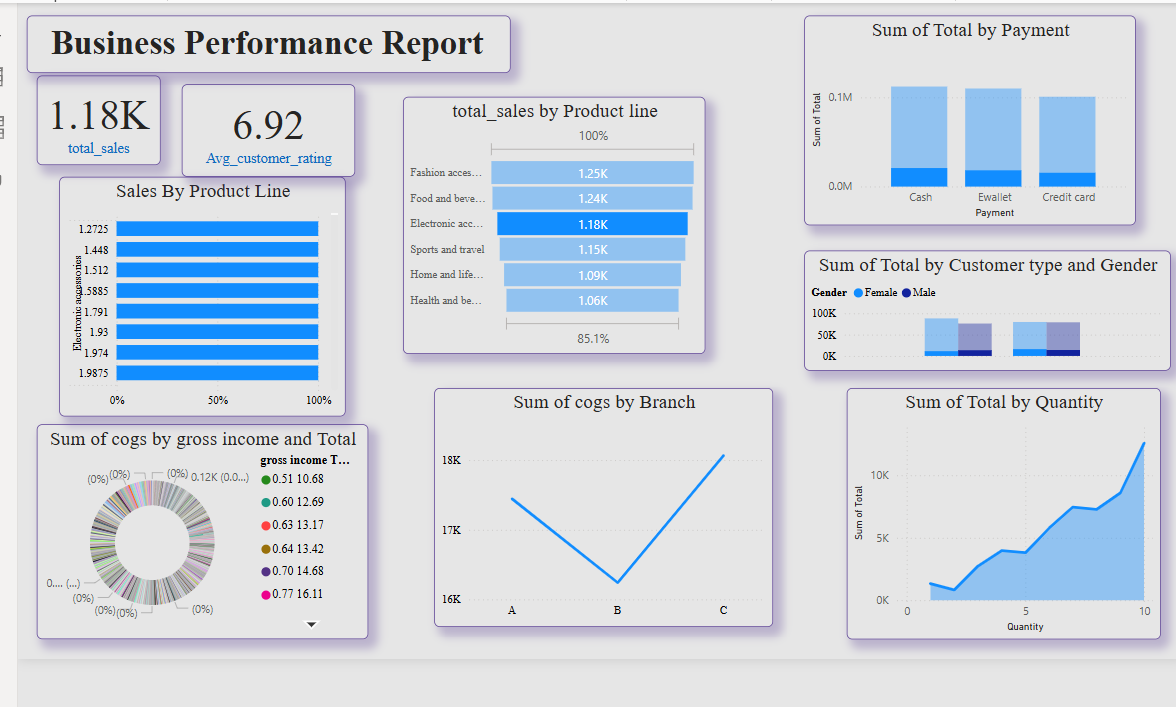 Business Performance Report
1.18K
total_sales
6.92
Avg_customer_rating
Sales By Product Line
Electronic accessories
1.2725
1.448
1.512
1.791
1.93
1.974
1.9875
0%
50%
100%
total_sales by Product line
100%
Fashion acces... 1.25K
Food and beve... 1.24K
Electronic acc... 1.18K
Sports and travel 1.15K
Home and life... 1.09K
Health and be... 1.06K
85.1%
Sum of Total by Payment
Sum of Total
0.1M
0.0M
Cash
Ewallet
Credit card
Payment
Sum of Total by Customer type and Gender
Gender Female Male
100K
50K
0K
Sum of cogs by gross income and Total
(0%)
(0%)
(0%)
0.12K (0.0...)
0.... (...)
(0%)
(0%)
(0%)
(0%)
gross income T...
0.51 10.68
0.60 12.69
0.63 13.17
0.64 13.42
0.70 14.68
0.77 16.11
Sum of cogs by Branch
18K
17K
16K
A
B
C
Sum of Total by Quantity
Sum of Total
10K
5K
0K
0
5
10
Quantity